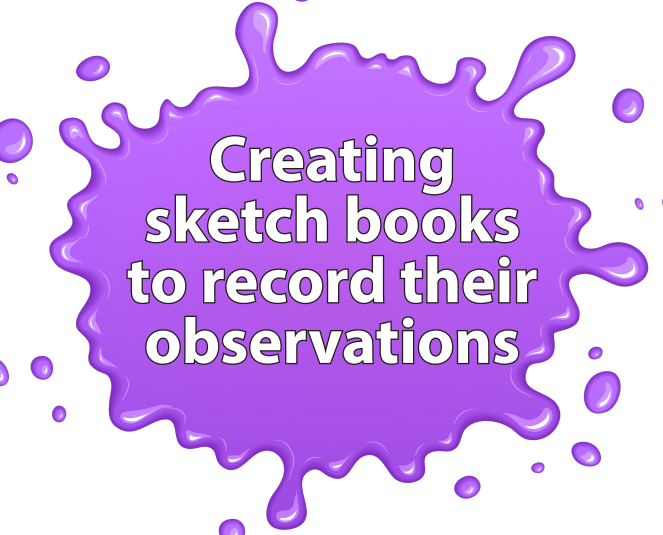 Creating
sketch books
to record their
observations